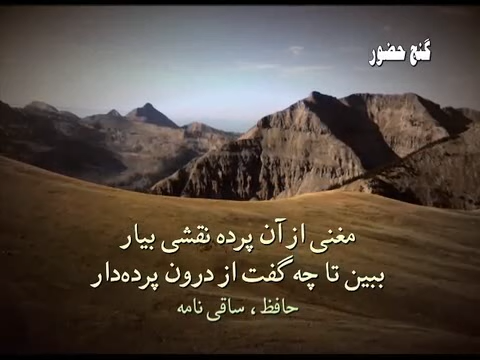 گنج حضور
مغنی از آن پرده نقشی بیار
ببین تا چه گفت از درون پرده‌دار
حافظ ، ساقی نامه